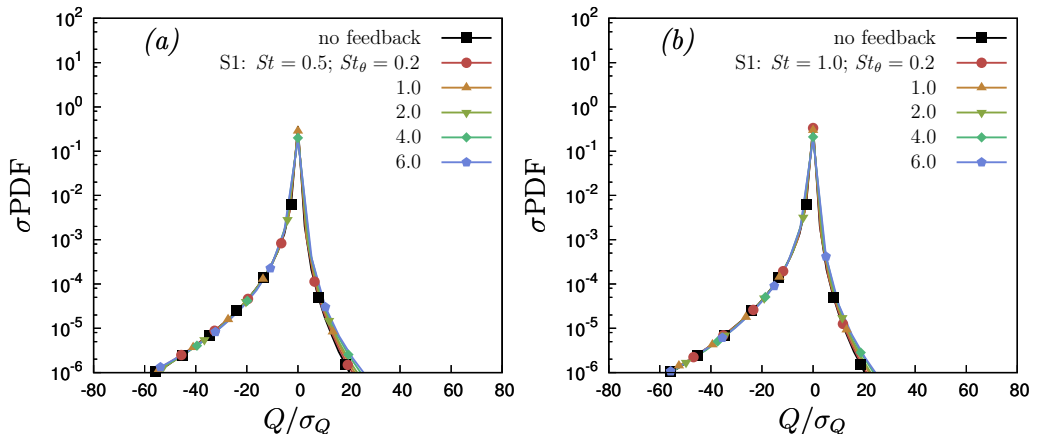 (a)
no feedback
S1: St = 0.5; St_θ = 0.2
1.0
2.0
4.0
6.0
10^2
10^1
10^0
10^-1
10^-2
10^-3
10^-4
10^-5
10^-6
σPDF
-80 -60 -40 -20 0 20 40 60 80
Q/σ_Q
(b)
no feedback
S1: St = 1.0; St_θ = 0.2
1.0
2.0
4.0
6.0
10^2
10^1
10^0
10^-1
10^-2
10^-3
10^-4
10^-5
10^-6
σPDF
-80 -60 -40 -20 0 20 40 60 80
Q/σ_Q